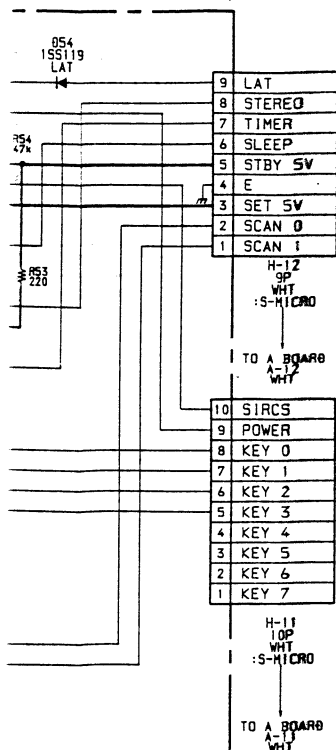 D54
1SS119
LAT
9 LAT
8 STEREO
7 TIMER
R54
47k
6 SLEEP
5 STBY 5V
4 E
3 SET 5V
2 SCAN 0
1 SCAN 1
R53
220
H-12
9P
WHT
:S-MICRO
TO A BOARD
A-12
WHT
10 SIRCS
9 POWER
8 KEY 0
7 KEY 1
6 KEY 2
5 KEY 3
4 KEY 4
3 KEY 5
2 KEY 6
1 KEY 7
H-11
10P
WHT
:S-MICRO
TO A BOARD
A-11
WHT